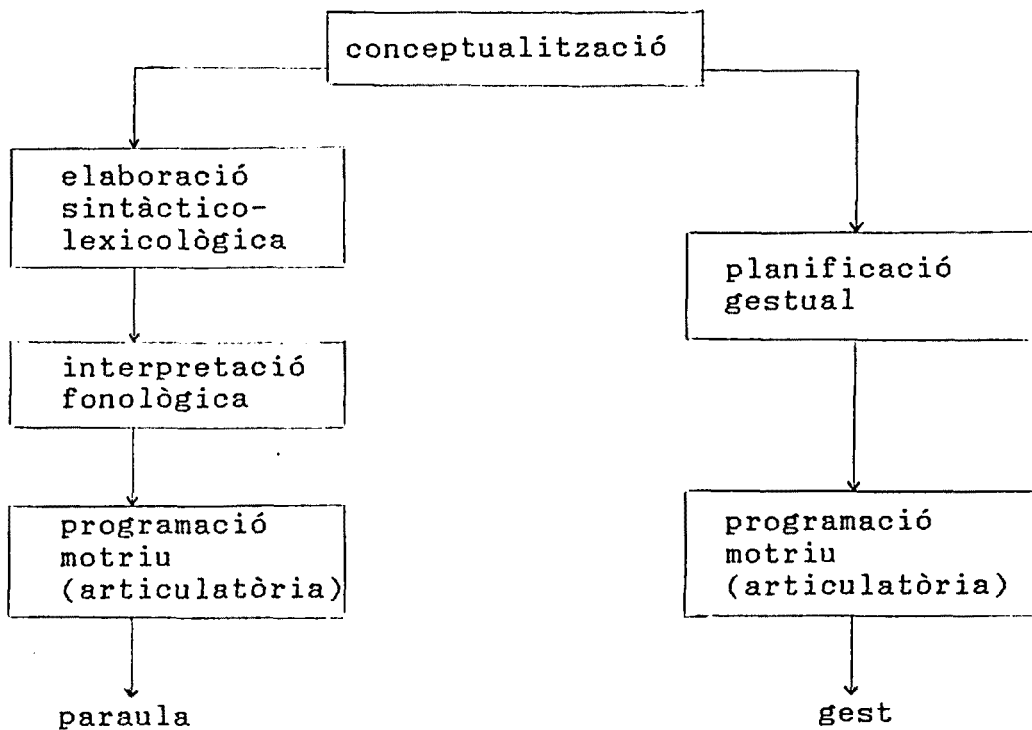 conceptualització
elaboració
sintàctico-
lexicològica
interpretació
fonològica
programació
motriu
(articulatòria)
paraula
planificació
gestual
programació
motriu
(articulatòria)
gest